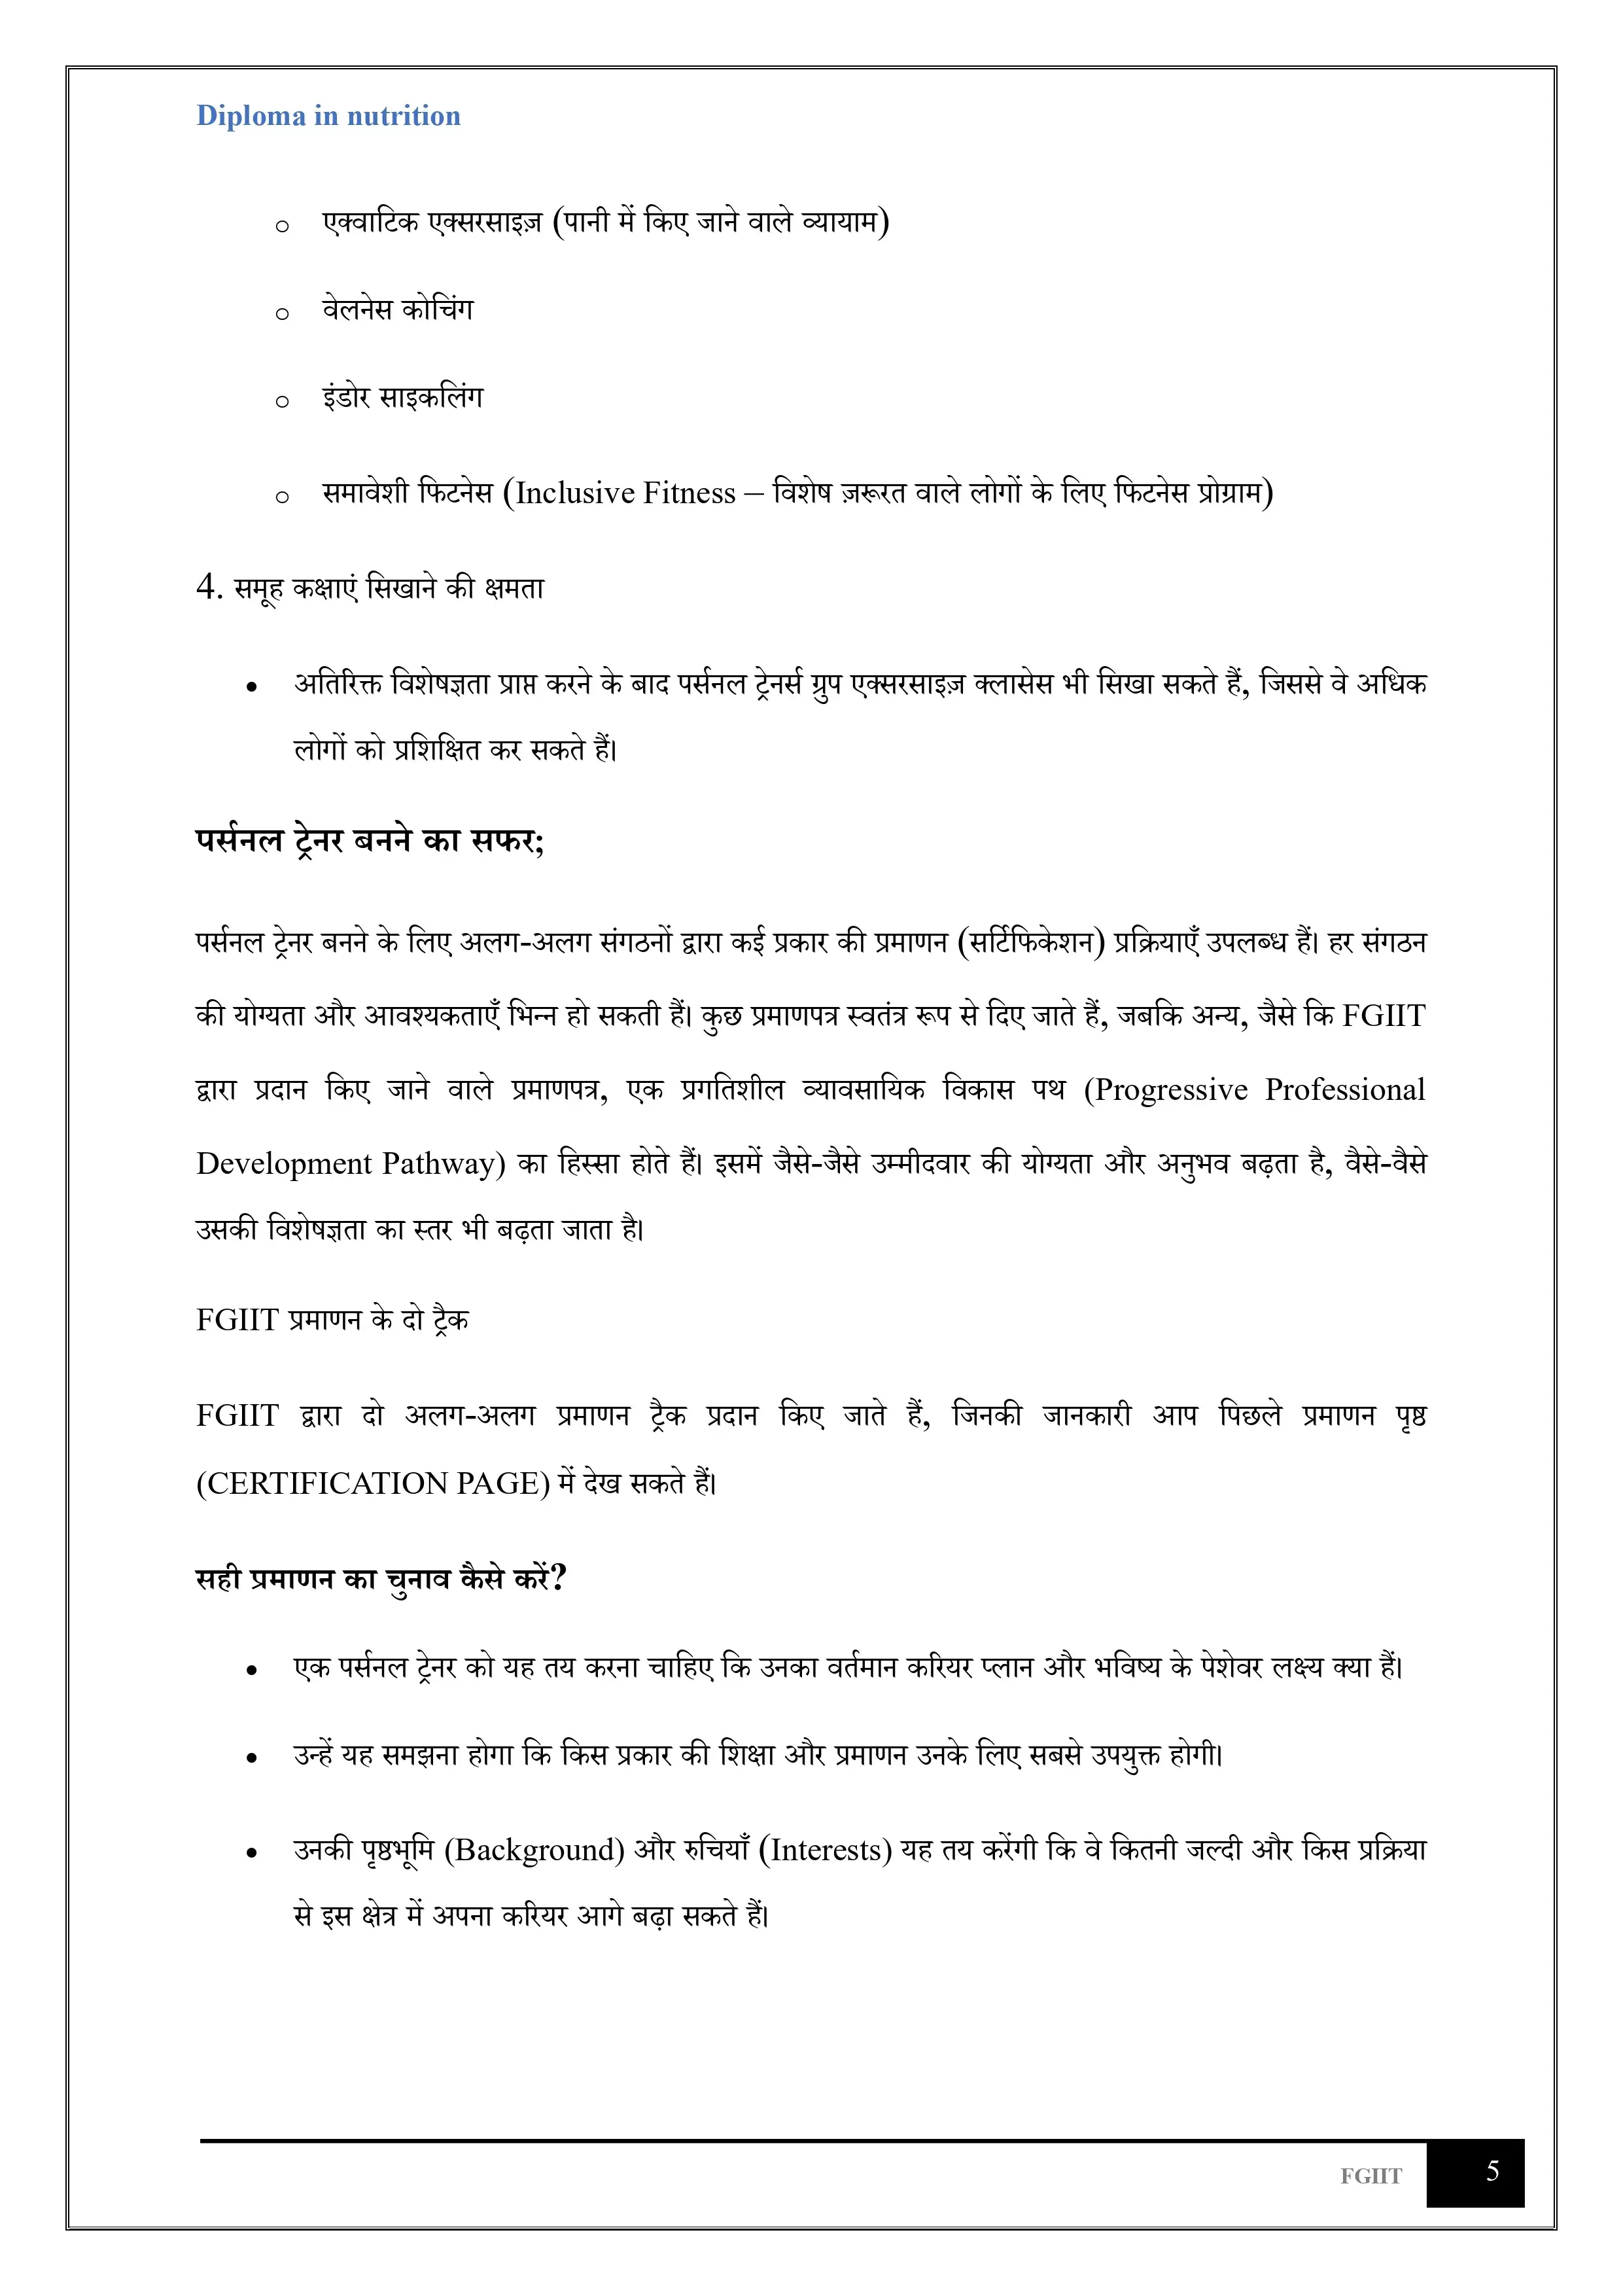 Diploma in nutrition
o एक्वाटिक एक्सरसाइज़ (पानी में किए जाने वाले व्यायाम)
o वेलनेस कोचिंग
o इंडोर साइकलिंग
o समावेशी फिटनेस (Inclusive Fitness – विशेष ज़रूरत वाले लोगों के लिए फिटनेस प्रोग्राम)
4. समूह कक्षाएं सिखाने की क्षमता
• अतिरिक्त विशेषज्ञता प्राप्त करने के बाद पर्सनल ट्रेनर्स ग्रुप एक्सरसाइज़ क्लासेस भी सिखा सकते हैं, जिससे वे अधिक
लोगों को प्रशिक्षित कर सकते हैं।
पर्सनल ट्रेनर बनने का सफर;
पर्सनल ट्रेनर बनने के लिए अलग-अलग संगठनों द्वारा कई प्रकार की प्रमाणन (सर्टिफिकेशन) प्रक्रियाएँ उपलब्ध हैं। हर संगठन
की योग्यता और आवश्यकताएँ भिन्न हो सकती हैं। कुछ प्रमाणपत्र स्वतंत्र रूप से दिए जाते हैं, जबकि अन्य, जैसे कि FGIIT
द्वारा प्रदान किए जाने वाले प्रमाणपत्र, एक प्रगतिशील व्यावसायिक विकास पथ (Progressive Professional
Development Pathway) का हिस्सा होते हैं। इसमें जैसे-जैसे उम्मीदवार की योग्यता और अनुभव बढ़ता है, वैसे-वैसे
उसकी विशेषज्ञता का स्तर भी बढ़ता जाता है।
FGIIT प्रमाणन के दो ट्रैक
FGIIT द्वारा दो अलग-अलग प्रमाणन ट्रैक प्रदान किए जाते हैं, जिनकी जानकारी आप पिछले प्रमाणन पृष्ठ
(CERTIFICATION PAGE) में देख सकते हैं।
सही प्रमाणन का चुनाव कैसे करें?
• एक पर्सनल ट्रेनर को यह तय करना चाहिए कि उनका वर्तमान करियर प्लान और भविष्य के पेशेवर लक्ष्य क्या हैं।
• उन्हें यह समझना होगा कि किस प्रकार की शिक्षा और प्रमाणन उनके लिए सबसे उपयुक्त होगी।
• उनकी पृष्ठभूमि (Background) और रुचियाँ (Interests) यह तय करेंगी कि वे कितनी जल्दी और किस प्रक्रिया
से इस क्षेत्र में अपना करियर आगे बढ़ा सकते हैं।
FGIIT 5